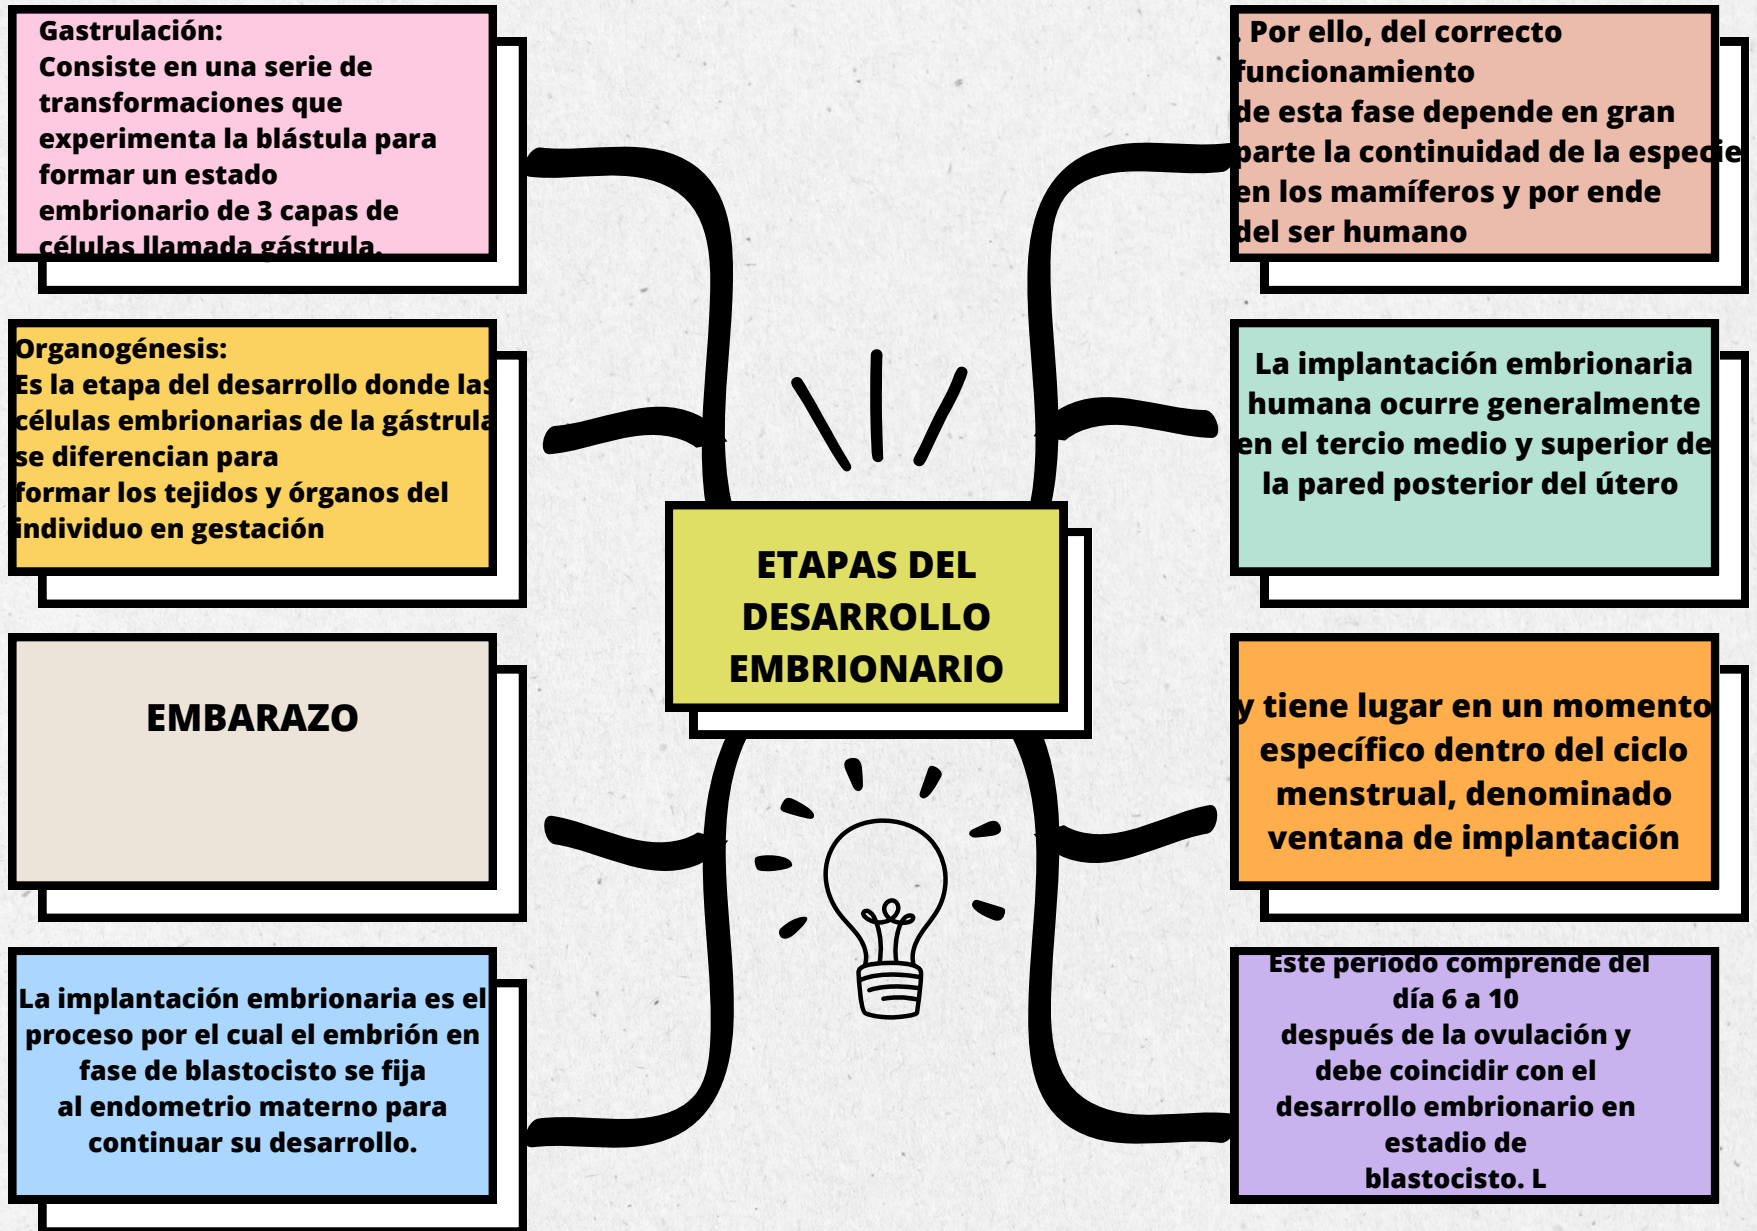 Gastrulación:
Consiste en una serie de
transformaciones que
experimenta la blástula para
formar un estado
embrionario de 3 capas de
células llamada gástrula.
Organogénesis:
Es la etapa del desarrollo donde las
células embrionarias de la gástrula
se diferencian para
formar los tejidos y órganos del
individuo en gestación
EMBARAZO
La implantación embrionaria es el
proceso por el cual el embrión en
fase de blastocisto se fija
al endometrio materno para
continuar su desarrollo.
ETAPAS DEL
DESARROLLO
EMBRIONARIO
. Por ello, del correcto
funcionamiento
de esta fase depende en gran
parte la continuidad de la especie
en los mamíferos y por ende
del ser humano
La implantación embrionaria
humana ocurre generalmente
en el tercio medio y superior de
la pared posterior del útero
y tiene lugar en un momento
específico dentro del ciclo
menstrual, denominado
ventana de implantación
Este periodo comprende del
día 6 a 10
después de la ovulación y
debe coincidir con el
desarrollo embrionario en
estadio de
blastocisto. L